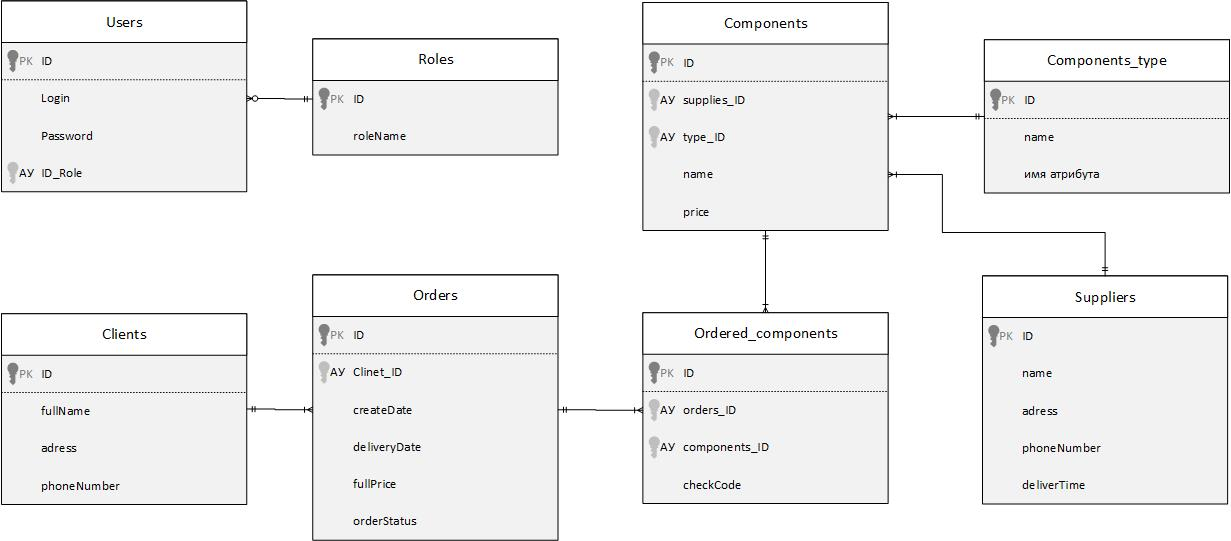 Users
PK ID
Login
Password
АУ ID_Role
Roles
PK ID
roleName
Components
PK ID
АУ supplies_ID
АУ type_ID
name
price
Components_type
PK ID
name
имя атрибута
Clients
PK ID
fullName
adress
phoneNumber
Orders
PK ID
АУ Clinet_ID
createDate
deliveryDate
fullPrice
orderStatus
Ordered_components
PK ID
АУ orders_ID
АУ components_ID
checkCode
Suppliers
PK ID
name
adress
phoneNumber
deliverTime